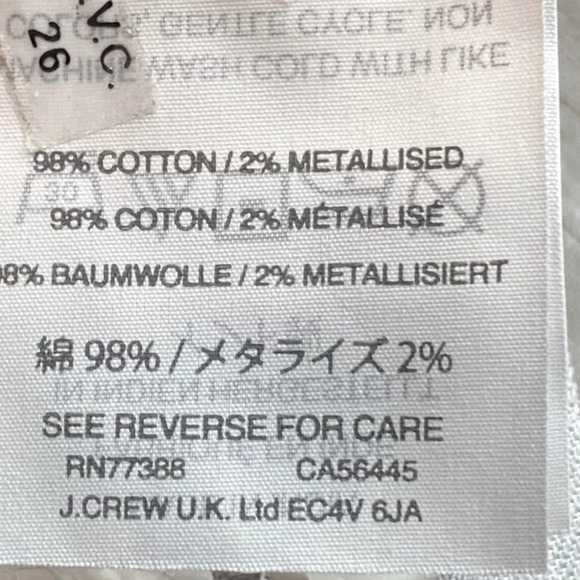 V.C.
26
98% COTTON / 2% METALLISED
98% COTON / 2% MÉTALLISÉ
98% BAUMWOLLE / 2% METALLISIERT
綿 98% / メタライズ 2%
SEE REVERSE FOR CARE
RN77388 CA56445
J.CREW U.K. Ltd EC4V 6JA